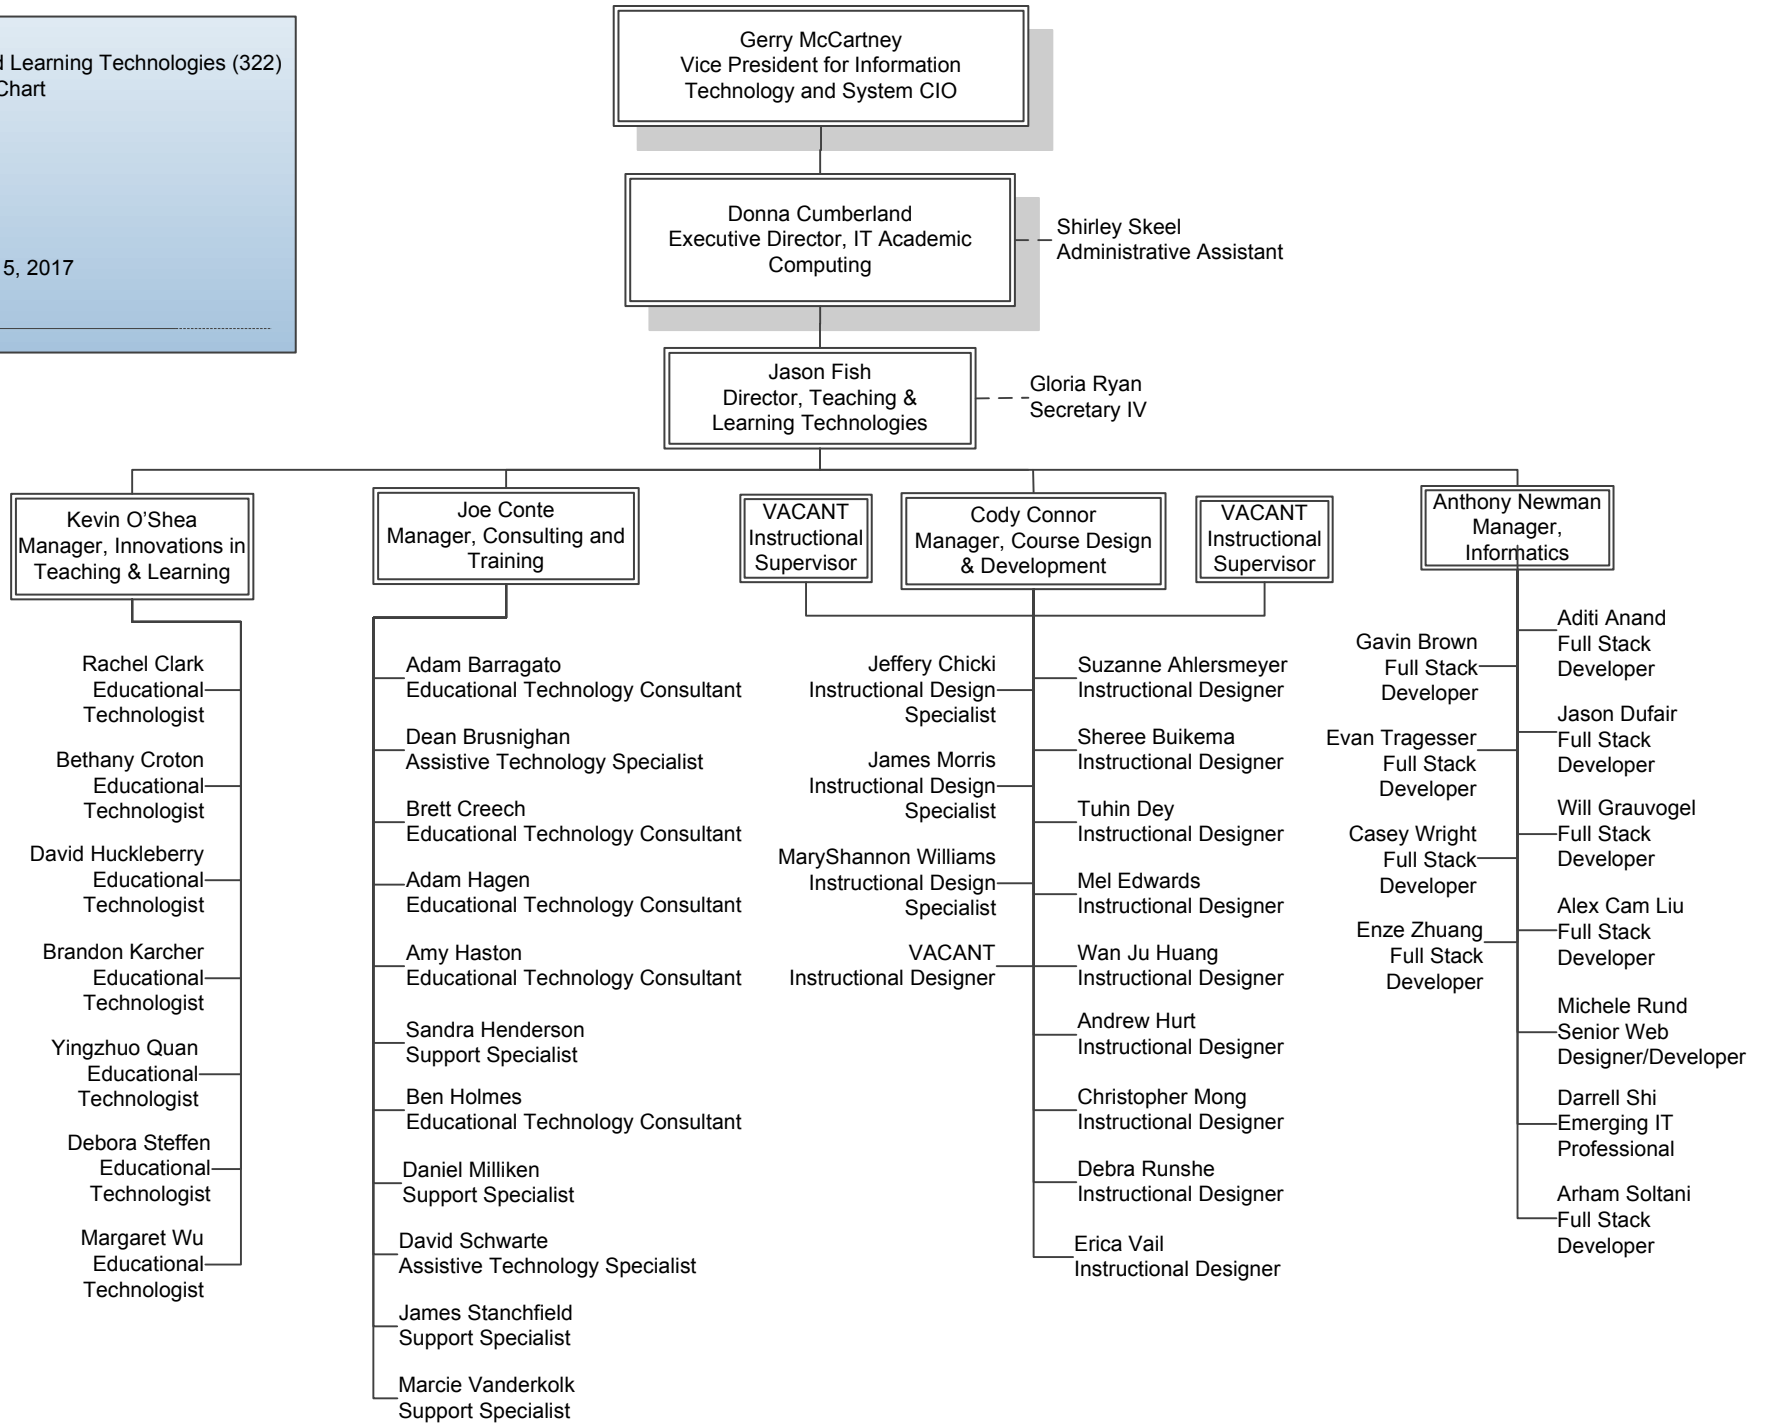 Learning Technologies (322)
Chart
5, 2017
Gerry McCartney
Vice President for Information
Technology and System CIO
Donna Cumberland
Executive Director, IT Academic
Computing
Shirley Skeel
Administrative Assistant
Jason Fish
Director, Teaching &
Learning Technologies
Gloria Ryan
Secretary IV
Kevin O’Shea
Manager, Innovations in
Teaching & Learning
Joe Conte
Manager, Consulting and
Training
VACANT
Instructional
Supervisor
Cody Connor
Manager, Course Design
& Development
VACANT
Instructional
Supervisor
Anthony Newman
Manager,
Informatics
Rachel Clark
Educational
Technologist
Bethany Croton
Educational
Technologist
David Huckleberry
Educational
Technologist
Brandon Karcher
Educational
Technologist
Yingzhuo Quan
Educational
Technologist
Debora Steffen
Educational
Technologist
Margaret Wu
Educational
Technologist
Adam Barragato
Educational Technology Consultant
Dean Brusnighan
Assistive Technology Specialist
Brett Creech
Educational Technology Consultant
Adam Hagen
Educational Technology Consultant
Amy Haston
Educational Technology Consultant
Sandra Henderson
Support Specialist
Ben Holmes
Educational Technology Consultant
Daniel Milliken
Support Specialist
David Schwarte
Assistive Technology Specialist
James Stanchfield
Support Specialist
Marcie Vanderkolk
Support Specialist
Jeffery Chicki
Instructional Design
Specialist
James Morris
Instructional Design
Specialist
MaryShannon Williams
Instructional Design
Specialist
VACANT
Instructional Designer
Suzanne Ahlersmeyer
Instructional Designer
Sheree Buikema
Instructional Designer
Tuhin Dey
Instructional Designer
Mel Edwards
Instructional Designer
Wan Ju Huang
Instructional Designer
Andrew Hurt
Instructional Designer
Christopher Mong
Instructional Designer
Debra Runshe
Instructional Designer
Erica Vail
Instructional Designer
Gavin Brown
Full Stack
Developer
Evan Tragesser
Full Stack
Developer
Casey Wright
Full Stack
Developer
Enze Zhuang
Full Stack
Developer
Aditi Anand
Full Stack
Developer
Jason Dufair
Full Stack
Developer
Will Grauvogel
Full Stack
Developer
Alex Cam Liu
Full Stack
Developer
Michele Rund
Senior Web
Designer/Developer
Darrell Shi
Emerging IT
Professional
Arham Soltani
Full Stack
Developer